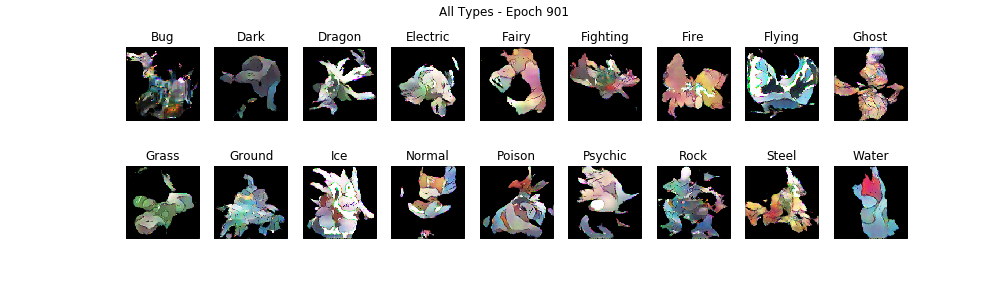 All Types - Epoch 901
Bug Dark Dragon Electric Fairy Fighting Fire Flying Ghost
Grass Ground Ice Normal Poison Psychic Rock Steel Water